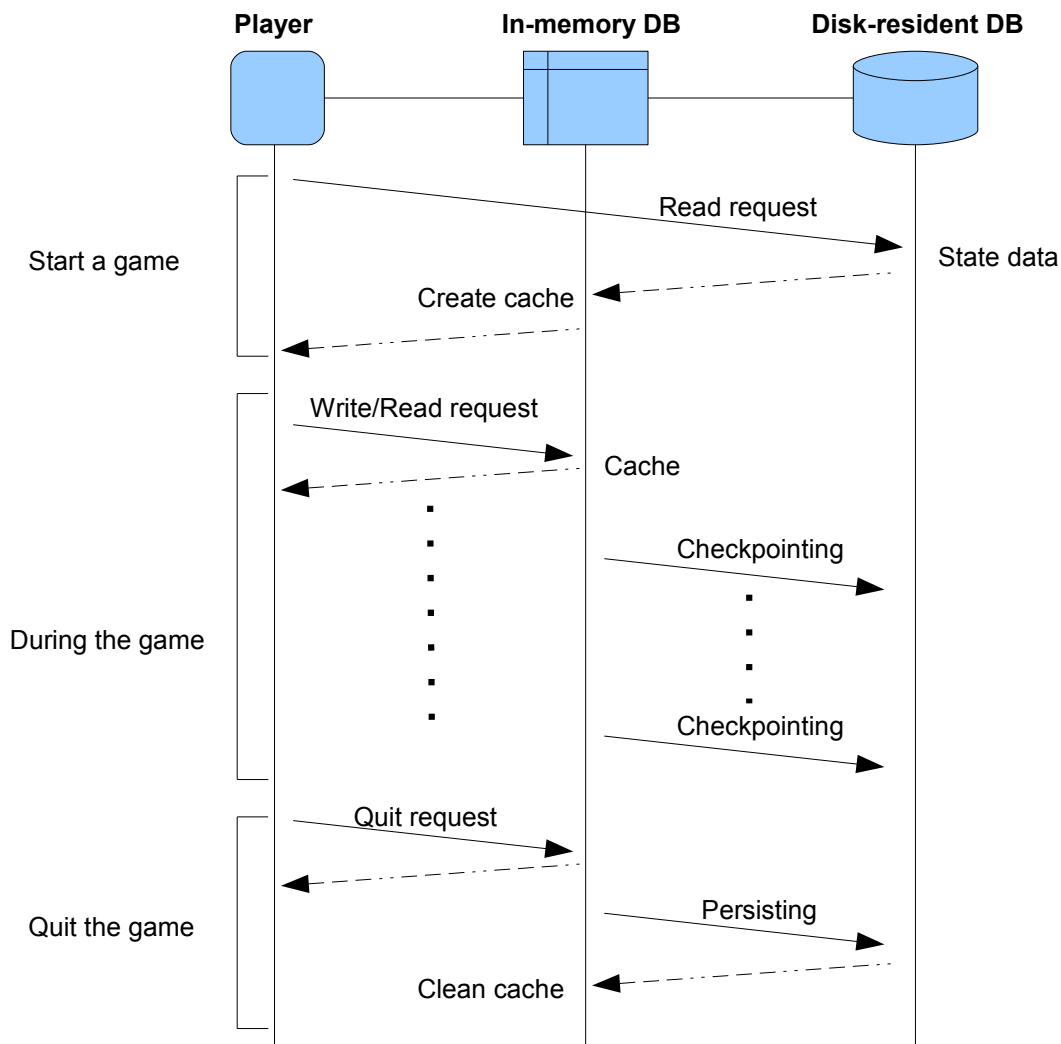 Player
In-memory DB
Disk-resident DB
Read request
Start a game
State data
Create cache
Write/Read request
Cache
Checkpointing
During the game
Checkpointing
Quit request
Persisting
Quit the game
Clean cache